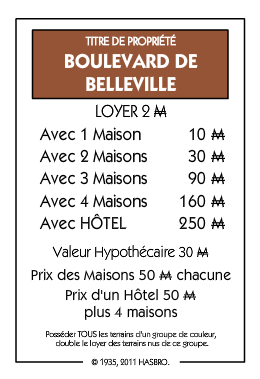 TITRE DE PROPRIÉTÉ
BOULEVARD DE
BELLEVILLE
LOYER 2 M
Avec 1 Maison 10 M
Avec 2 Maisons 30 M
Avec 3 Maisons 90 M
Avec 4 Maisons 160 M
Avec HÔTEL 250 M
Valeur Hypothécaire 30 M
Prix des Maisons 50 M chacune
Prix d'un Hôtel 50 M
plus 4 maisons
Posséder TOUS les terrains d'un groupe de couleur,
double le loyer des terrains nus de ce groupe.
© 1935, 2011 HASBRO.